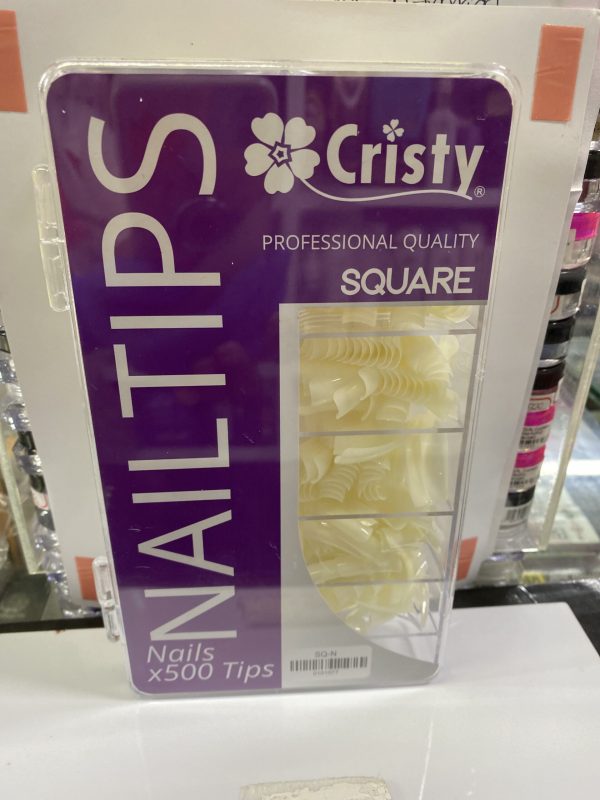 NAILTIPS
Cristy®
PROFESSIONAL QUALITY
SQUARE
Nails
x500 Tips
SQ-N